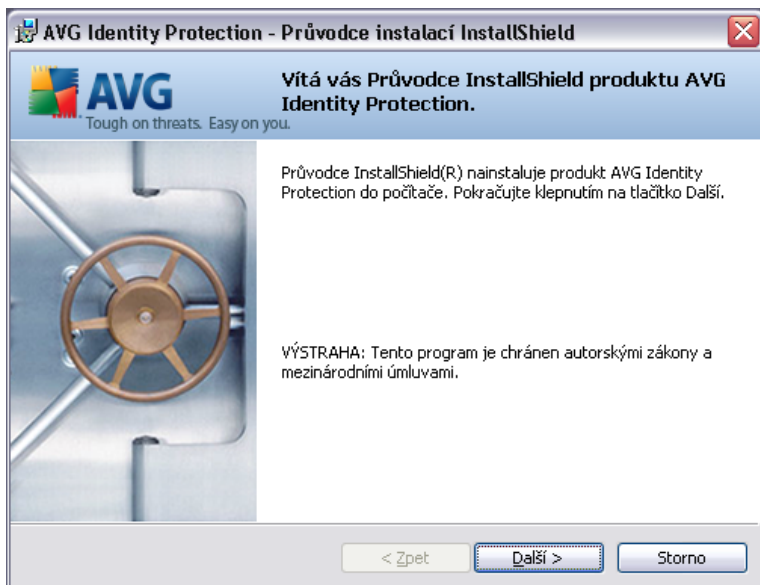 AVG Identity Protection - Průvodce instalací InstallShield
AVG
Tough on threats. Easy on you.
Vítá vás Průvodce InstallShield produktu AVG
Identity Protection.
Průvodce InstallShield(R) nainstaluje produkt AVG Identity
Protection do počítače. Pokračujte klepnutím na tlačítko Další.
VÝSTRAHA: Tento program je chránen autorskými zákony a
mezinárodními úmluvami.
< Zpet
Další >
Storno